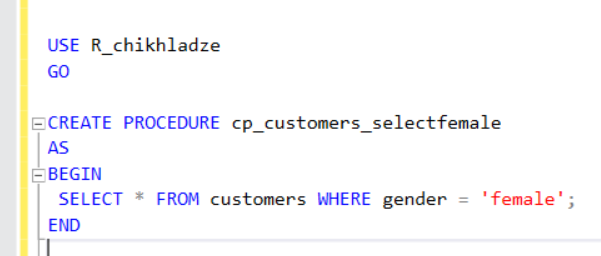 USE R_chikhladze
GO
CREATE PROCEDURE cp_customers_selectfemale
AS
BEGIN
SELECT * FROM customers WHERE gender = 'female';
END